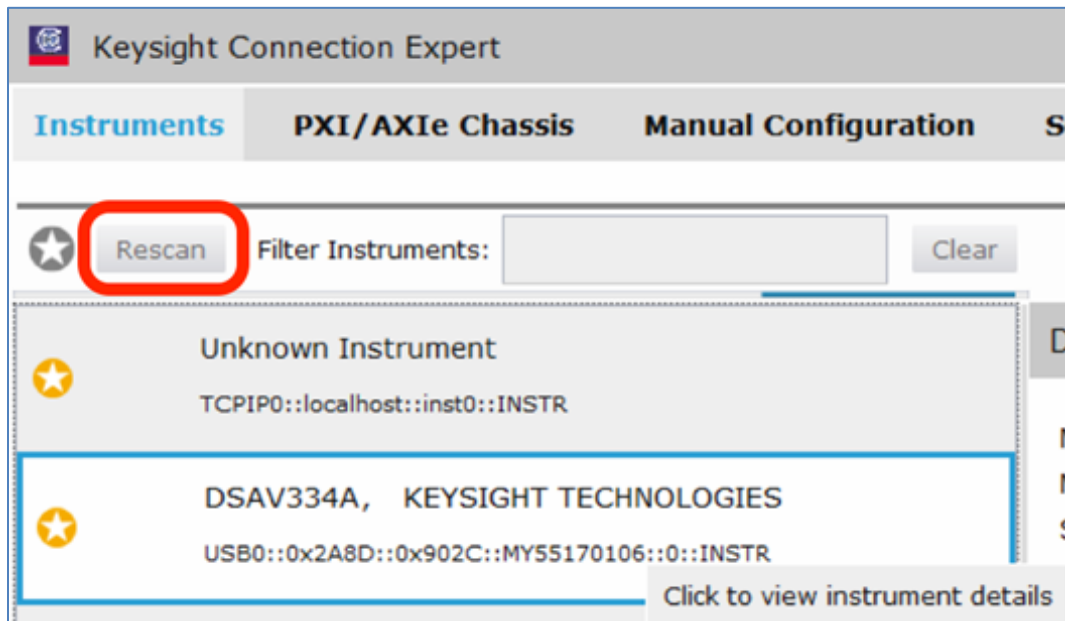 Keysight Connection Expert
Instruments PXI/AXIe Chassis Manual Configuration S
Rescan Filter Instruments: Clear
Unknown Instrument
D
TCPIP0::localhost::inst0::INSTR
DSAV334A, KEYSIGHT TECHNOLOGIES
USB0::0x2A8D::0x902C::MY55170106::0::INSTR
Click to view instrument details